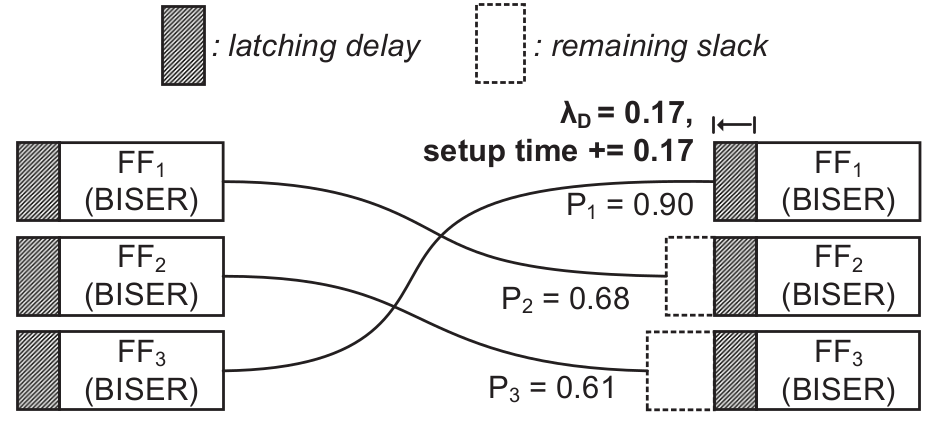 : latching delay
: remaining slack
λD = 0.17,
setup time += 0.17
FF1
(BISER)
FF2
(BISER)
FF3
(BISER)
P1 = 0.90
P2 = 0.68
P3 = 0.61
FF1
(BISER)
FF2
(BISER)
FF3
(BISER)